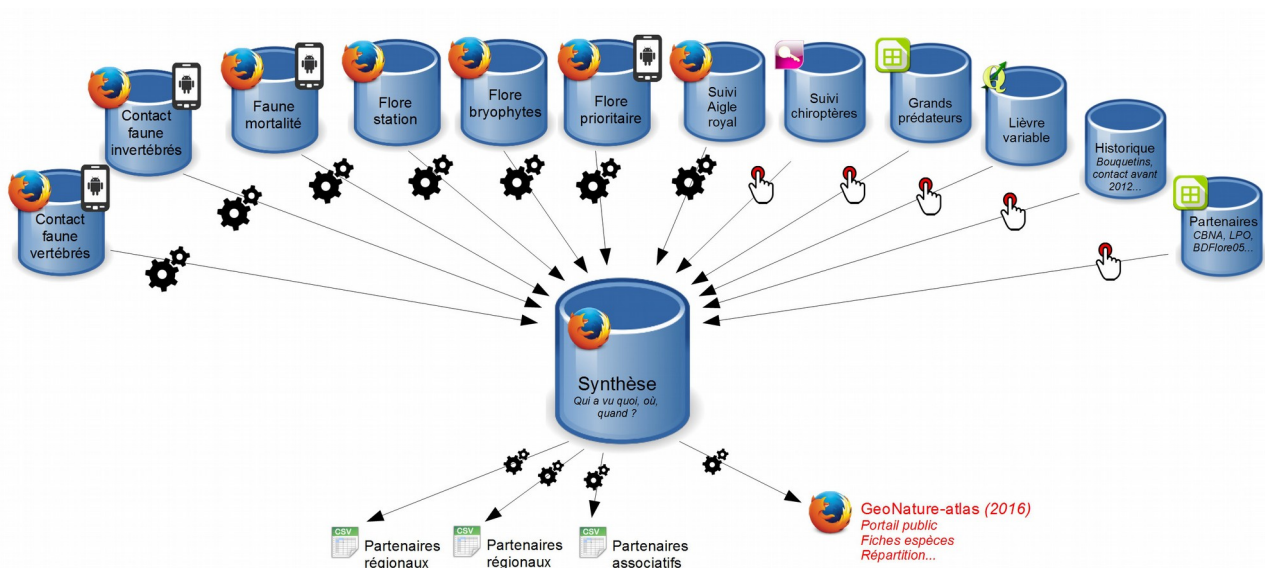 Contact
faune
vertébrés
Contact
faune
invertébrés
Faune
mortalité
Flore
station
Flore
bryophytes
Flore
prioritaire
Suivi
Aigle
royal
Suivi
chiroptères
Grands
prédateurs
Lièvre
variable
Historique
Bouquetins,
contact avant
2012...
Partenaires
CBNA, LPO,
BDFlore05...
Synthèse
Qui a vu quoi, où,
quand ?
CSV
Partenaires
régionaux
CSV
Partenaires
régionaux
CSV
Partenaires
associatifs
GeoNature-atlas (2016)
Portail public
Fiches espèces
Répartition...